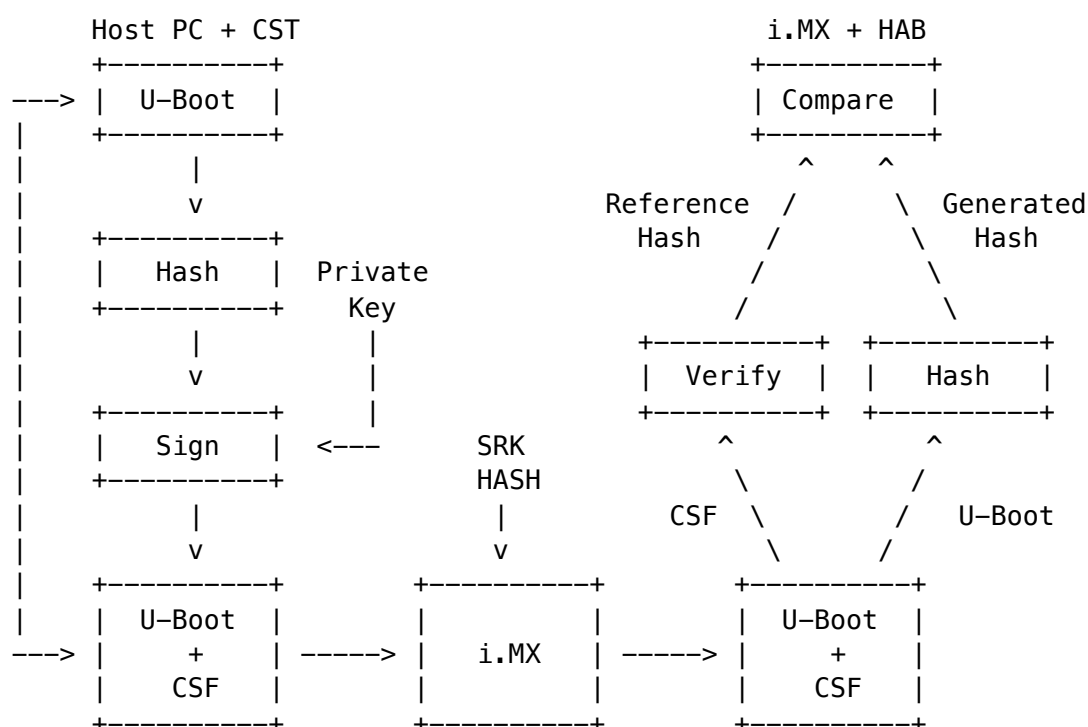 Host PC + CST i.MX + HAB
U-Boot Compare
Reference Generated
Hash Hash
Hash Private
Key
Verify Hash
Sign SRK
HASH
CSF U-Boot
U-Boot U-Boot
+ i.MX +
CSF CSF